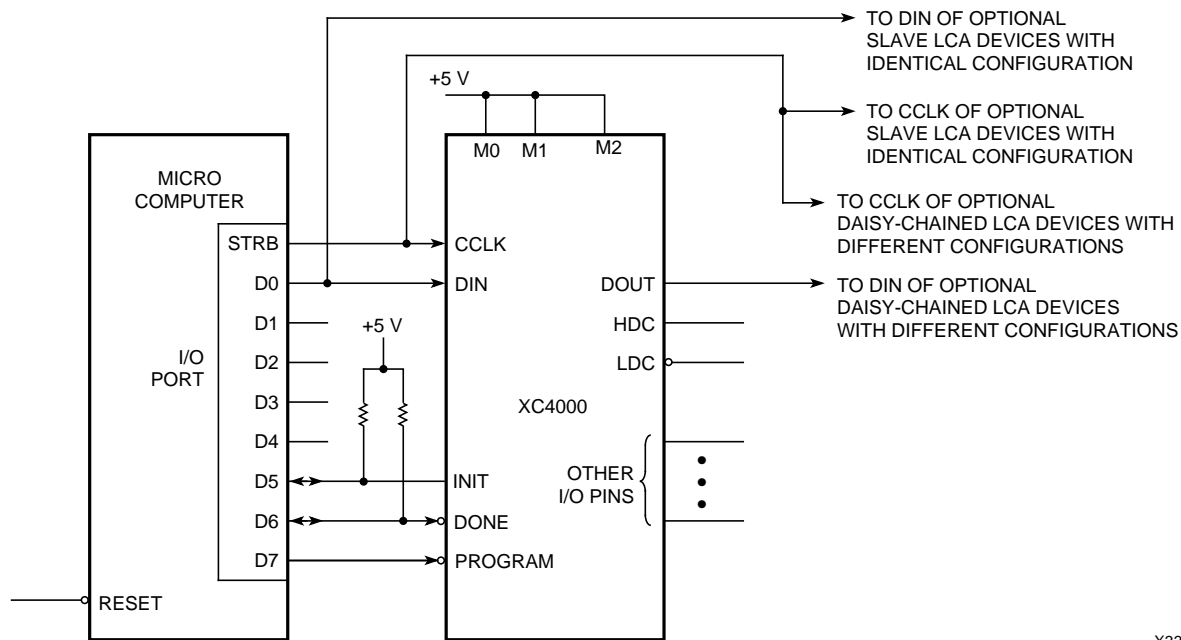 TO DIN OF OPTIONAL
SLAVE LCA DEVICES WITH
IDENTICAL CONFIGURATION
+5 V
TO CCLK OF OPTIONAL
SLAVE LCA DEVICES WITH
IDENTICAL CONFIGURATION
M0 M1 M2
MICRO
COMPUTER
TO CCLK OF OPTIONAL
DAISY-CHAINED LCA DEVICES WITH
DIFFERENT CONFIGURATIONS
STRB
CCLK
D0
DIN
DOUT
TO DIN OF OPTIONAL
DAISY-CHAINED LCA DEVICES
WITH DIFFERENT CONFIGURATIONS
D1
+5 V
HDC
I/O
PORT
D2
LDC
D3
XC4000
D4
D5
INIT
OTHER
I/O PINS
D6
DONE
D7
PROGRAM
RESET